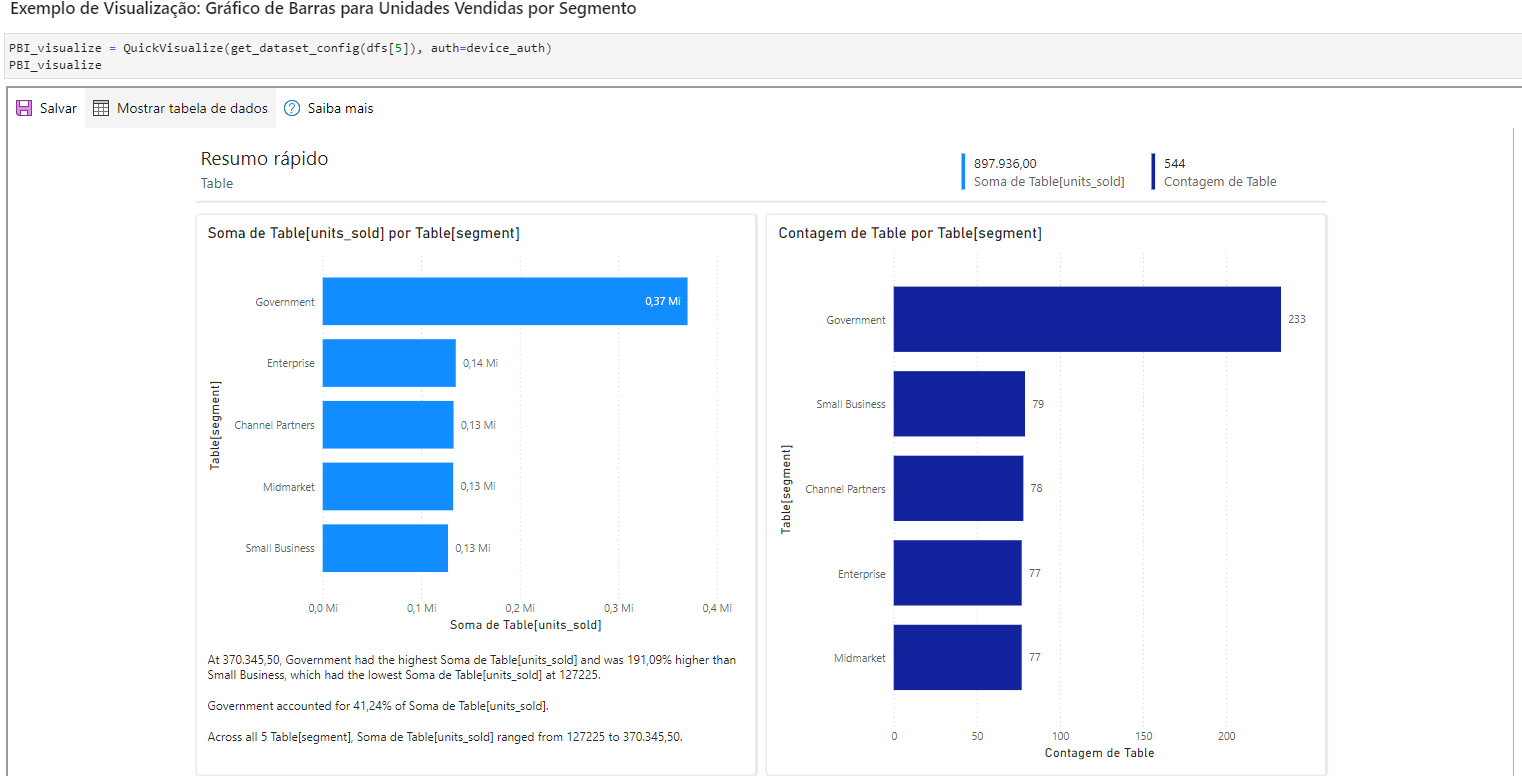 Exemplo de Visualização: Gráfico de Barras para Unidades Vendidas por Segmento
PBI_visualize = QuickVisualize(get_dataset_config(dfs[5]), auth=device_auth)
PBI_visualize
Salvar
Mostrar tabela de dados
? Saiba mais
Resumo rápido
Table
897.936,00
Soma de Table[units_sold]
544
Contagem de Table
Soma de Table[units_sold] por Table[segment]
Table[segment]
Government
0,37 Mi
Enterprise
0,14 Mi
Channel Partners
0,13 Mi
Midmarket
0,13 Mi
Small Business
0,13 Mi
0,0 Mi 0,1 Mi 0,2 Mi 0,3 Mi 0,4 Mi
Soma de Table[units_sold]
At 370.345,50, Government had the highest Soma de Table[units_sold] and was 191,09% higher than
Small Business, which had the lowest Soma de Table[units_sold] at 127225.
Government accounted for 41,24% of Soma de Table[units_sold].
Across all 5 Table[segment], Soma de Table[units_sold] ranged from 127225 to 370.345,50.
Contagem de Table por Table[segment]
Table[segment]
Government
233
Small Business
79
Channel Partners
78
Enterprise
77
Midmarket
77
0 50 100 150 200
Contagem de Table